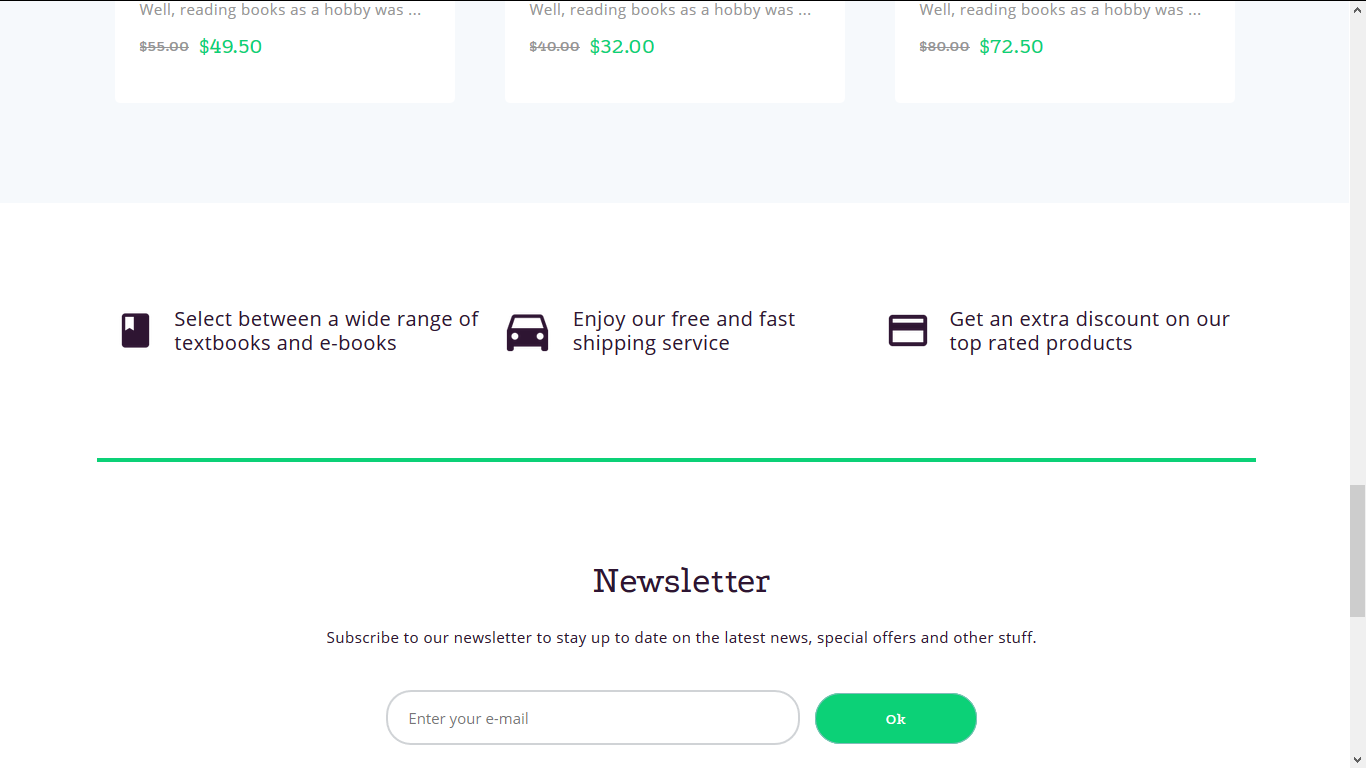 Well, reading books as a hobby was ...
Well, reading books as a hobby was ...
Well, reading books as a hobby was ...
$55.00 $49.50
$40.00 $32.00
$80.00 $72.50
Select between a wide range of
textbooks and e-books
Enjoy our free and fast
shipping service
Get an extra discount on our
top rated products
Newsletter
Subscribe to our newsletter to stay up to date on the latest news, special offers and other stuff.
Enter your e-mail
Ok